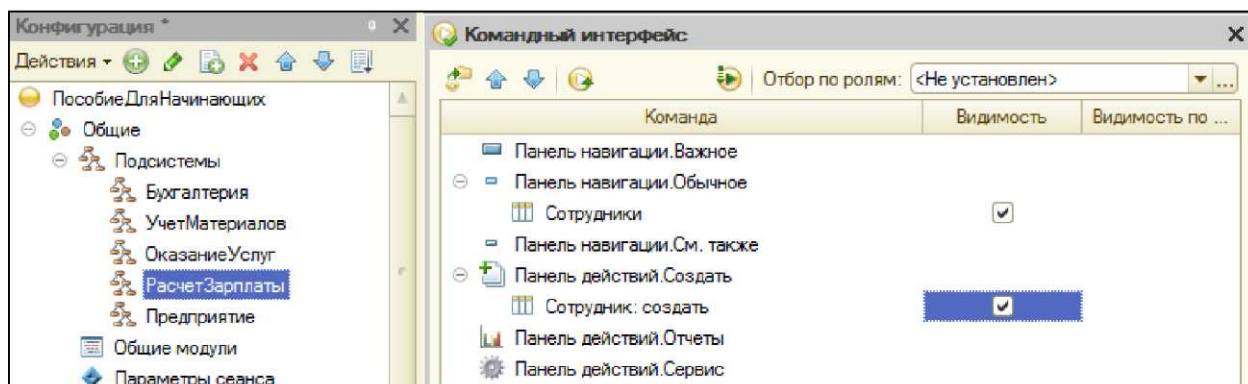 Конфигурация *
Действия
ПособиеДляНачинающих
Общие
Подсистемы
Бухгалтерия
УчетМатериалов
ОказаниеУслуг
РасчетЗарплаты
Предприятие
Общие модули
Параметры сеанса
Командный интерфейс
Отбор по ролям: <Не установлен>
Команда Видимость Видимость по ...
Панель навигации.Важное
Панель навигации.Обычное
Сотрудники
Панель навигации.См. также
Панель действий.Создать
Сотрудник: создать
Панель действий.Отчеты
Панель действий.Сервис